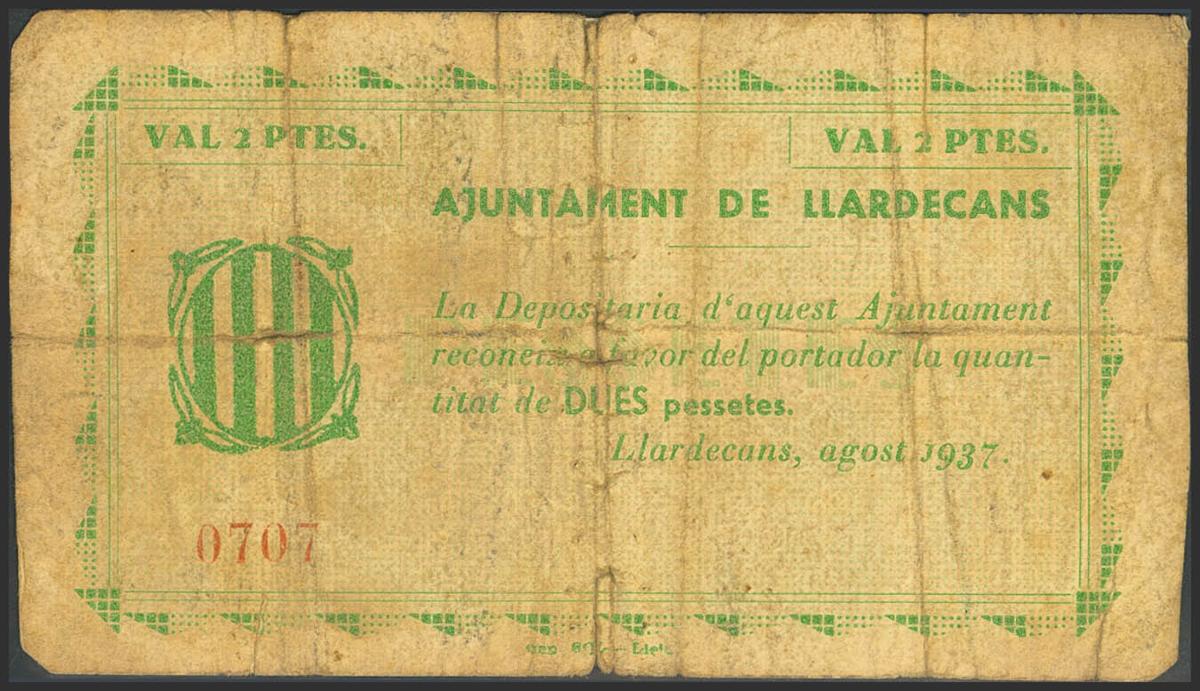 VAL 2 PTES.
VAL 2 PTES.
AJUNTAMENT DE LLARDECANS
La Depositaria d'aquest Ajuntament
reconeix a favor del portador la quan-
titat de DUES pessetes.
Llardecans, agost 1937.
0707